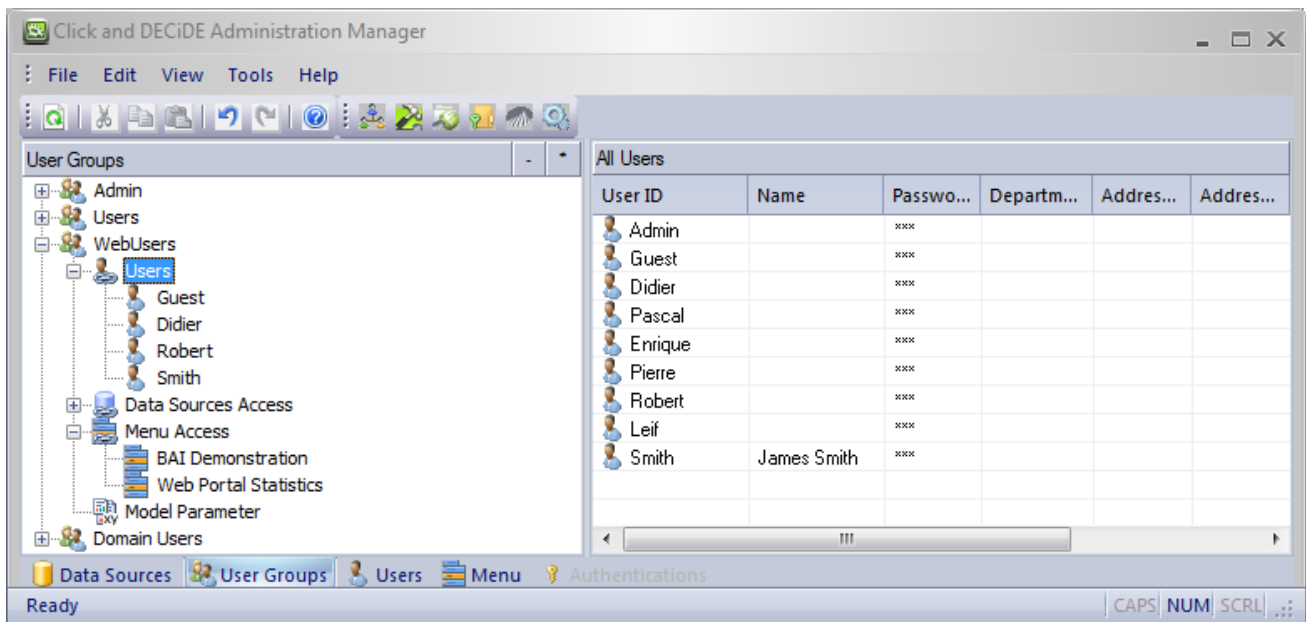 Click and DECiDE Administration Manager
File Edit View Tools Help
User Groups - *
Admin
Users
WebUsers
Users
Guest
Didier
Robert
Smith
Data Sources Access
Menu Access
BAI Demonstration
Web Portal Statistics
Model Parameter
Domain Users
All Users
User ID Name Passwo... Departm... Addres... Addres...
Admin ***
Guest ***
Didier ***
Pascal ***
Enrique ***
Pierre ***
Robert ***
Leif ***
Smith James Smith ***
Data Sources User Groups Users Menu Authentications
Ready CAPS NUM SCRL